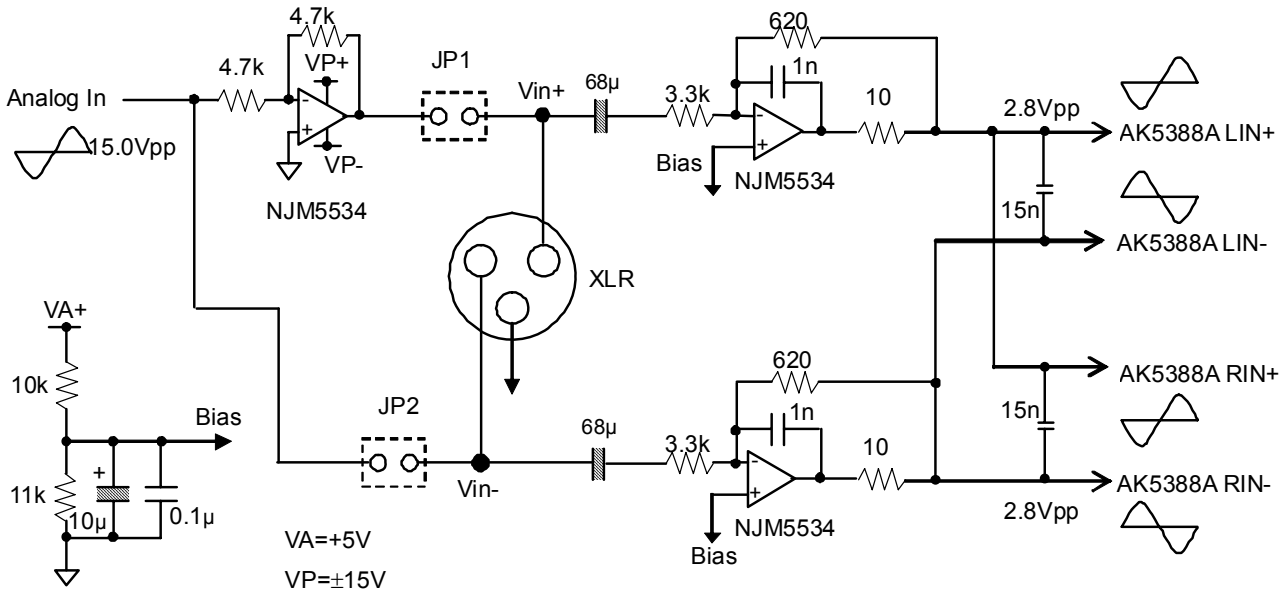 4.7k
4.7k
VP+
JP1
Vin+
68µ
620
1n
3.3k
10
Analog In
15.0Vpp
-
+
VP-
NJM5534
-
+
Bias
NJM5534
2.8Vpp
AK5388A LIN+
15n
AK5388A LIN-
XLR
VA+
10k
Bias
+
11k
10µ
0.1µ
JP2
Vin-
68µ
620
1n
3.3k
10
-
+
Bias
NJM5534
AK5388A RIN+
15n
AK5388A RIN-
2.8Vpp
VA=+5V
VP=±15V